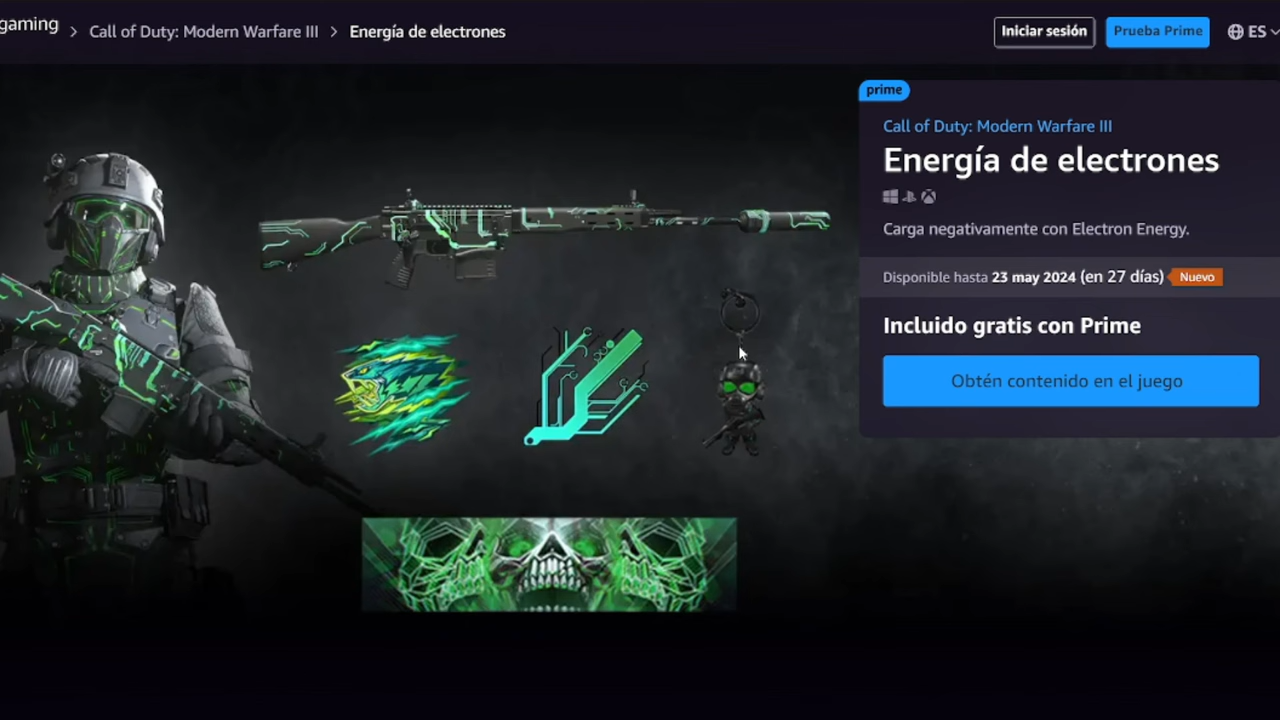 gaming > Call of Duty: Modern Warfare III > Energía de electrones
Iniciar sesión
Prueba Prime
ES
prime
Call of Duty: Modern Warfare III
Energía de electrones
Carga negativamente con Electron Energy.
Disponible hasta 23 may 2024 (en 27 días) Nuevo
Incluido gratis con Prime
Obtén contenido en el juego